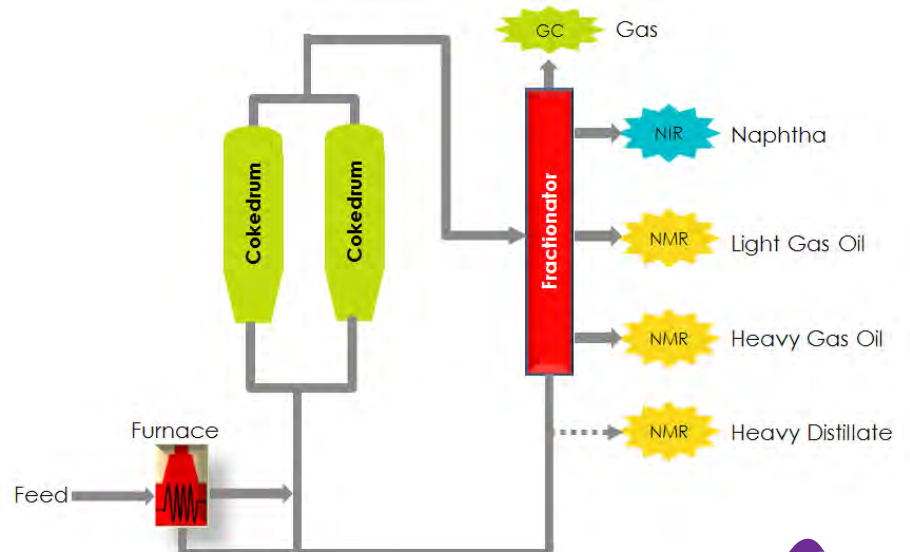 GC Gas
NIR Naphtha
Cokedrum
Cokedrum
Fractionator
NMR Light Gas Oil
NMR Heavy Gas Oil
Furnace
NMR Heavy Distillate
Feed